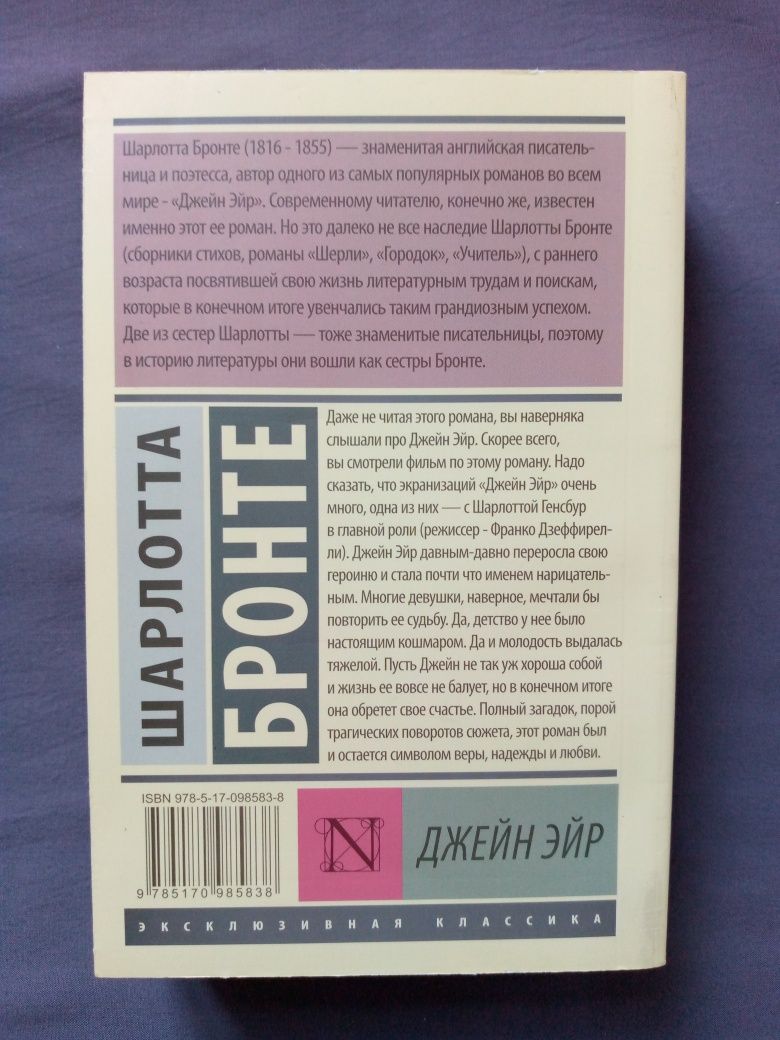 Шарлотта Бронте (1816 - 1855) — знаменитая английская писатель-
ница и поэтесса, автор одного из самых популярных романов во всем
мире - «Джейн Эйр». Современному читателю, конечно же, известен
именно этот ее роман. Но это далеко не все наследие Шарлотты Бронте
(сборники стихов, романы «Шерли», «Городок», «Учитель»), с раннего
возраста посвятившей свою жизнь литературным трудам и поискам,
которые в конечном итоге увенчались таким грандиозным успехом.
Две из сестер Шарлотты — тоже знаменитые писательницы, поэтому
в историю литературы они вошли как сестры Бронте.
ШАРЛОТТА
БРОНТЕ
Даже не читая этого романа, вы наверняка
слышали про Джейн Эйр. Скорее всего,
вы смотрели фильм по этому роману. Надо
сказать, что экранизаций «Джейн Эйр» очень
много, одна из них — с Шарлоттой Генсбур
в главной роли (режиссер - Франко Дзеффирел-
ли). Джейн Эйр давным-давно переросла свою
героиню и стала почти что именем нарицатель-
ным. Многие девушки, наверное, мечтали бы
повторить ее судьбу. Да, детство у нее было
настоящим кошмаром. Да и молодость выдалась
тяжелой. Пусть Джейн не так уж хороша собой
и жизнь ее вовсе не балует, но в конечном итоге
она обретет свое счастье. Полный загадок, порой
трагических поворотов сюжета, этот роман был
и остается символом веры, надежды и любви.
ISBN 978-5-17-098583-8
9 785170 985838
N
ДЖЕЙН ЭЙР
ЭКСКЛЮЗИВНАЯ КЛАССИКА